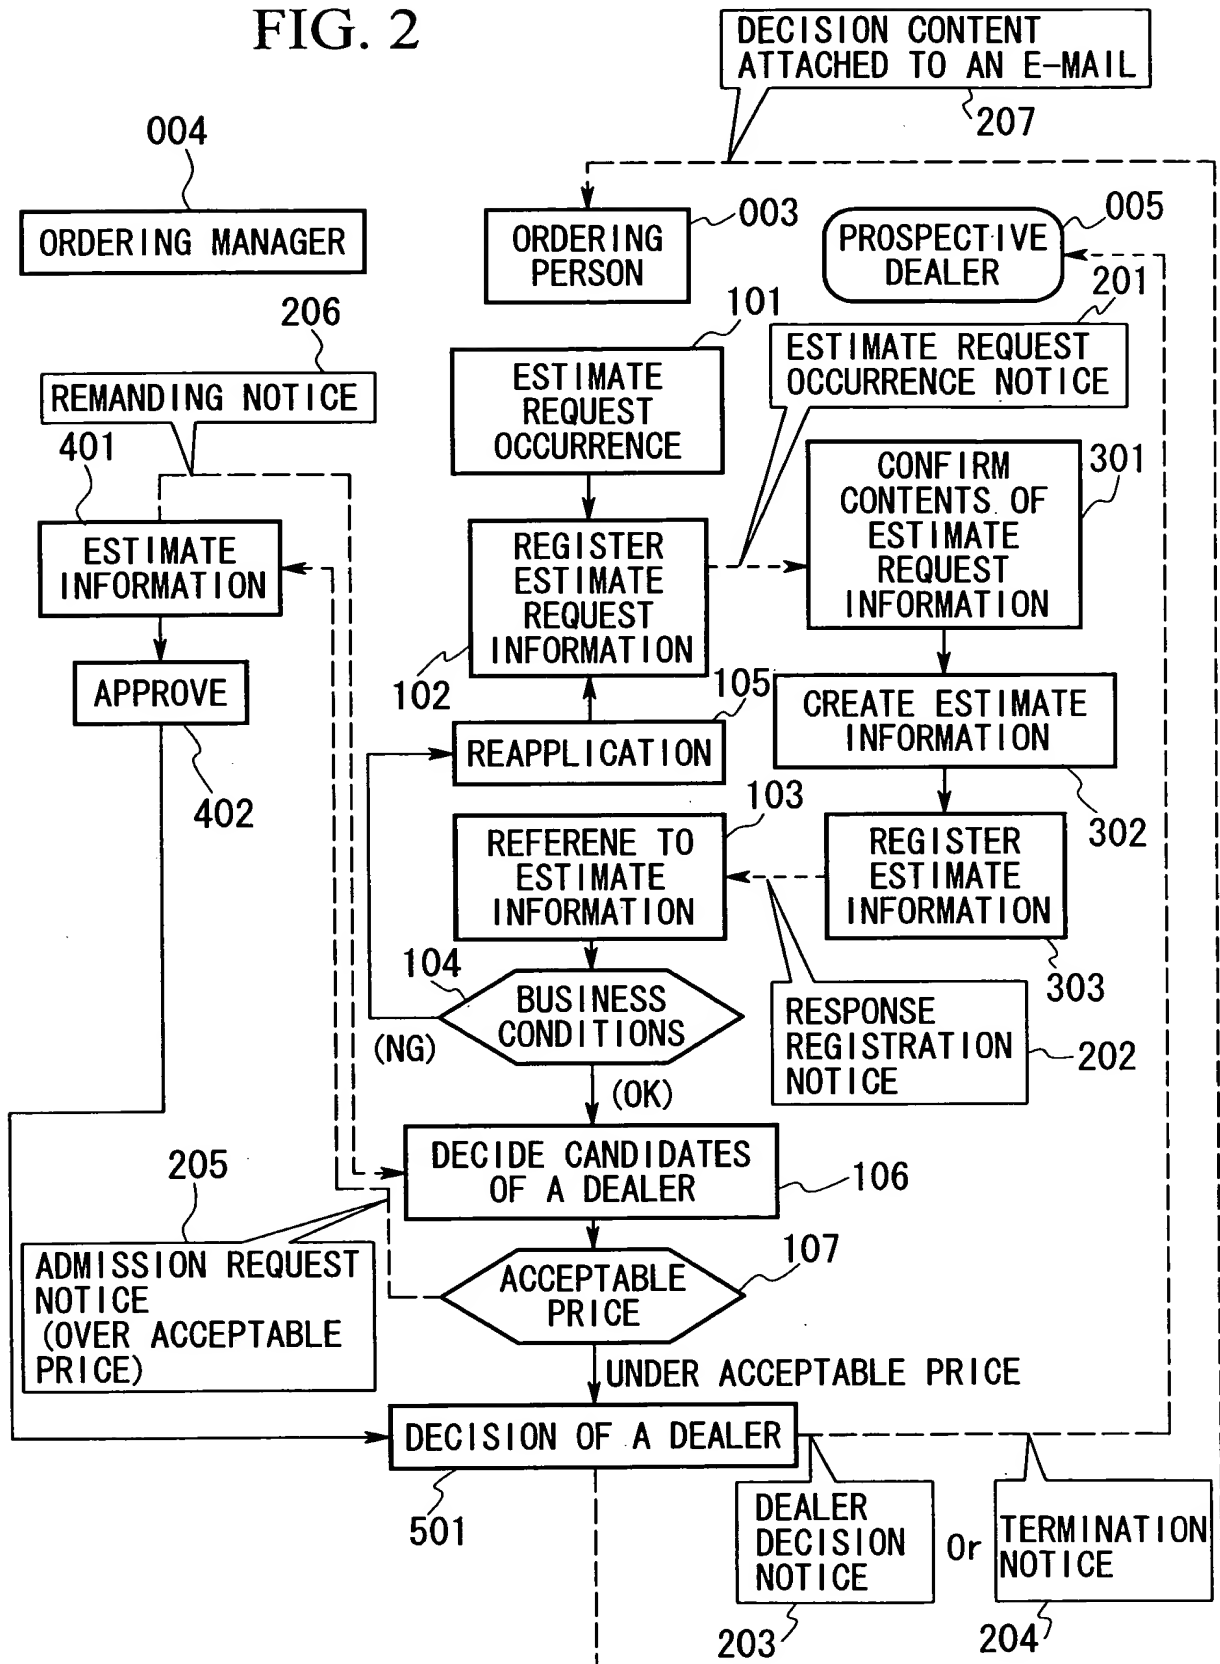 FIG. 2
DECISION CONTENT
ATTACHED TO AN E-MAIL
207
004
ORDERING MANAGER
003
ORDERING
PERSON
005
PROSPECTIVE
DEALER
206
REMANDING NOTICE
101
ESTIMATE
REQUEST
OCCURRENCE
201
ESTIMATE REQUEST
OCCURRENCE NOTICE
401
ESTIMATE
INFORMATION
REGISTER
ESTIMATE
REQUEST
INFORMATION
102
CONFIRM
CONTENTS OF
ESTIMATE
REQUEST
INFORMATION
301
APPROVE
402
105
REAPPLICATION
CREATE ESTIMATE
INFORMATION
302
103
REFERENE TO
ESTIMATE
INFORMATION
REGISTER
ESTIMATE
INFORMATION
303
104
BUSINESS
CONDITIONS
(NG)
(OK)
RESPONSE
REGISTRATION
NOTICE
202
DECIDE CANDIDATES
OF A DEALER
106
205
ADMISSION REQUEST
NOTICE
(OVER ACCEPTABLE
PRICE)
ACCEPTABLE
PRICE
107
UNDER ACCEPTABLE PRICE
DECISION OF A DEALER
501
DEALER
DECISION
NOTICE
203
Or
TERMINATION
NOTICE
204